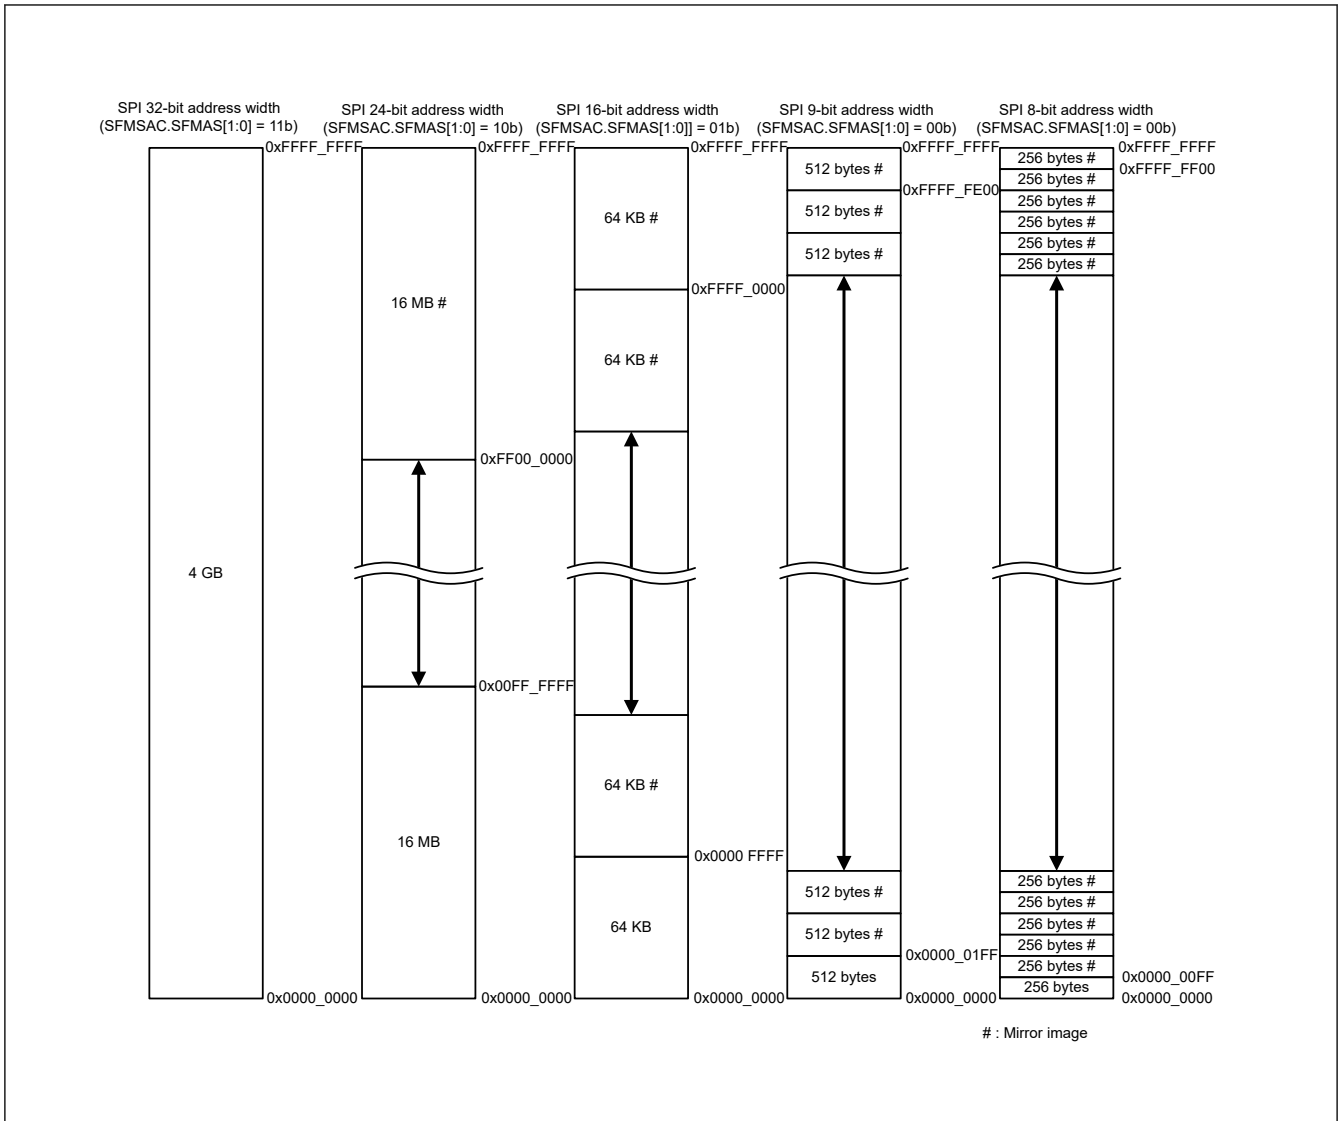 SPI 32-bit address width
(SFMSAC.SFMAS[1:0] = 11b)
SPI 24-bit address width
(SFMSAC.SFMAS[1:0] = 10b)
SPI 16-bit address width
(SFMSAC.SFMAS[1:0]] = 01b)
SPI 9-bit address width
(SFMSAC.SFMAS[1:0] = 00b)
SPI 8-bit address width
(SFMSAC.SFMAS[1:0] = 00b)
0xFFFF_FFFF
4 GB
0x0000_0000
0xFFFF_FFFF
16 MB #
0xFF00_0000
0x00FF_FFFF
16 MB
0x0000_0000
0xFFFF_FFFF
64 KB #
0xFFFF_0000
64 KB #
64 KB #
0x0000 FFFF
64 KB
0x0000_0000
0xFFFF_FFFF
512 bytes #
0xFFFF_FE00
512 bytes #
512 bytes #
512 bytes #
512 bytes #
0x0000_01FF
512 bytes
0x0000_0000
0xFFFF_FFFF
256 bytes #
0xFFFF_FF00
256 bytes #
256 bytes #
256 bytes #
256 bytes #
256 bytes #
256 bytes #
256 bytes #
256 bytes #
256 bytes #
256 bytes #
0x0000_00FF
256 bytes
0x0000_0000
# : Mirror image